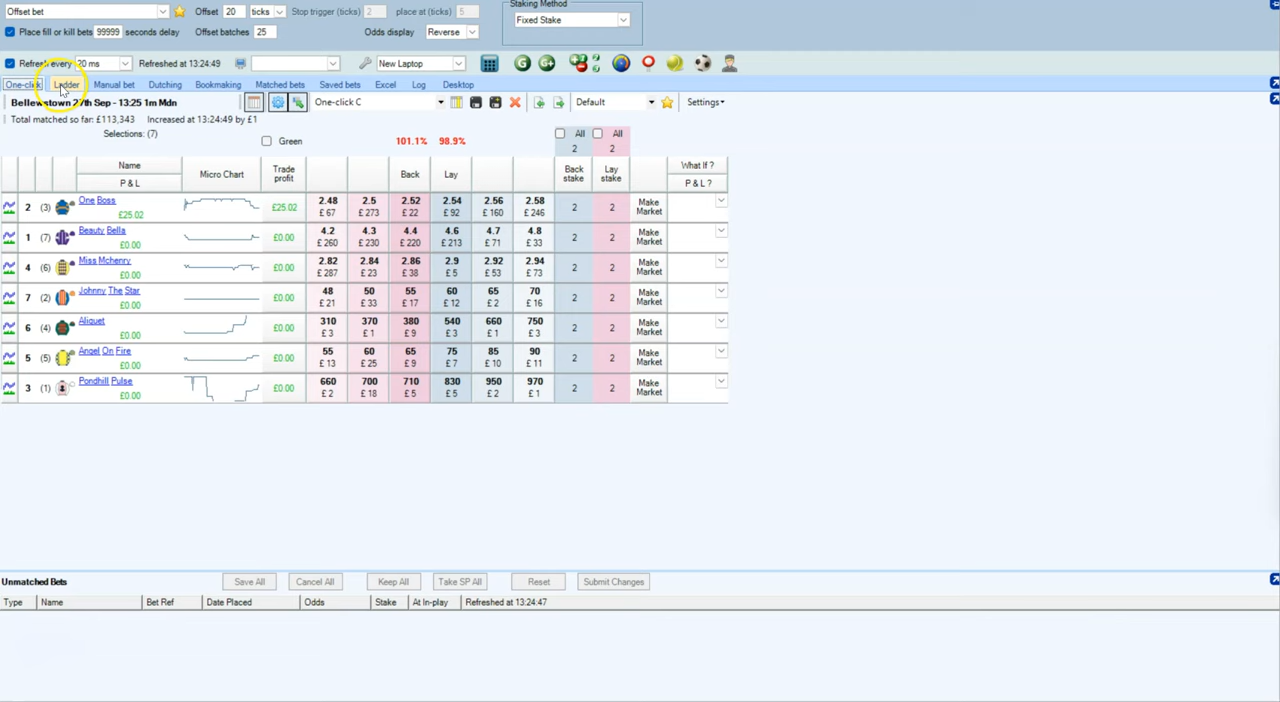 Offset bet Offset 20 ticks Stop trigger (ticks) 2 place at (ticks) 5 Staking Method
Fixed Stake
Place fill or kill bets 99999 seconds delay Offset batches 25 Odds display Reverse
Refresh every 20 ms Refreshed at 13:24:49 New Laptop
One-click Ladder Manual bet Dutching Bookmaking Matched bets Saved bets Excel Log Desktop
Bellewstown 27th Sep - 13:25 1m Mdn One-click C Default Settings
Total matched so far: £113,343 Increased at 13:24:49 by £1
Selections: (7) All All
Green 101.1% 98.9% 2 2
Name Micro Chart Trade profit Back Lay Back stake Lay stake What If ?
P & L P & L ?
2 (3) One Boss £25.02 2.48 2.5 2.52 2.54 2.56 2.58 2 2 Make Market
£25.02 £ 67 £ 273 £ 22 £ 92 £ 160 £ 246
1 (7) Beauty Bella £0.00 4.2 4.3 4.4 4.6 4.7 4.8 2 2 Make Market
£0.00 £ 260 £ 230 £ 220 £ 213 £ 71 £ 33
4 (6) Miss Mchenry £0.00 2.82 2.84 2.86 2.9 2.92 2.94 2 2 Make Market
£0.00 £ 287 £ 23 £ 38 £ 5 £ 53 £ 73
7 (2) Johnny The Star £0.00 48 50 55 60 65 70 2 2 Make Market
£0.00 £ 21 £ 33 £ 17 £ 12 £ 2 £ 16
6 (4) Aliquet £0.00 310 370 380 540 660 750 2 2 Make Market
£0.00 £ 3 £ 1 £ 9 £ 3 £ 1 £ 3
5 (5) Angel On Fire £0.00 55 60 65 75 85 90 2 2 Make Market
£0.00 £ 13 £ 25 £ 9 £ 7 £ 10 £ 11
3 (1) Pondhill Pulse £0.00 660 700 710 830 950 970 2 2 Make Market
£0.00 £ 2 £ 18 £ 5 £ 5 £ 2 £ 1
Unmatched Bets Save All Cancel All Keep All Take SP All Reset Submit Changes
Type Name Bet Ref Date Placed Odds Stake At In-play Refreshed at 13:24:47